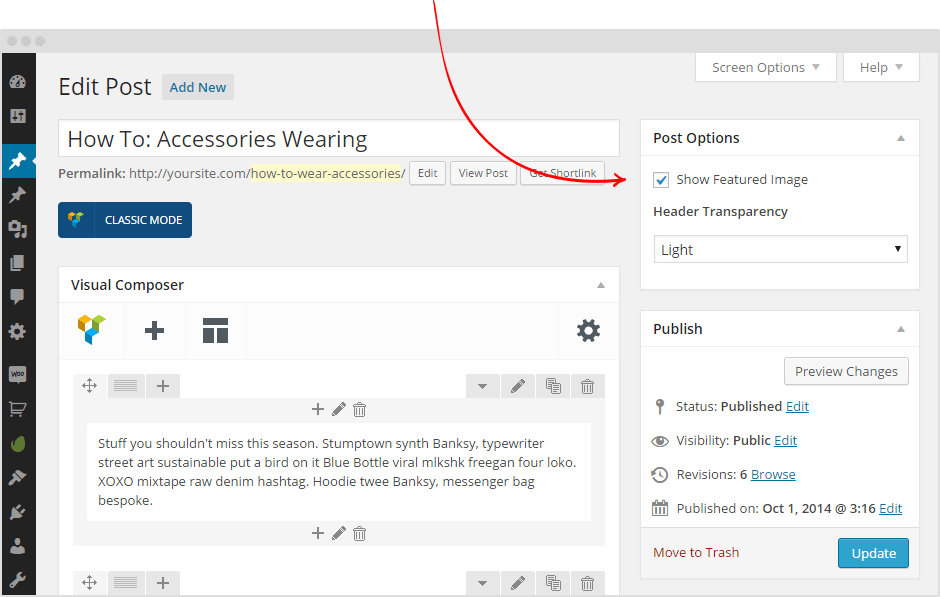 Screen Options
Help
Edit Post
Add New
How To: Accessories Wearing
Permalink: http://yoursite.com/how-to-wear-accessories/
Edit
View Post
Get Shortlink
CLASSIC MODE
Visual Composer
Stuff you shouldn't miss this season. Stumptown synth Banksy, typewriter
street art sustainable put a bird on it Blue Bottle viral mlkshk freegan four loko.
XOXO mixtape raw denim hashtag. Hoodie twee Banksy, messenger bag
bespoke.
Post Options
Show Featured Image
Header Transparency
Light
Publish
Preview Changes
Status: Published Edit
Visibility: Public Edit
Revisions: 6 Browse
Published on: Oct 1, 2014 @ 3:16 Edit
Move to Trash
Update
WOO